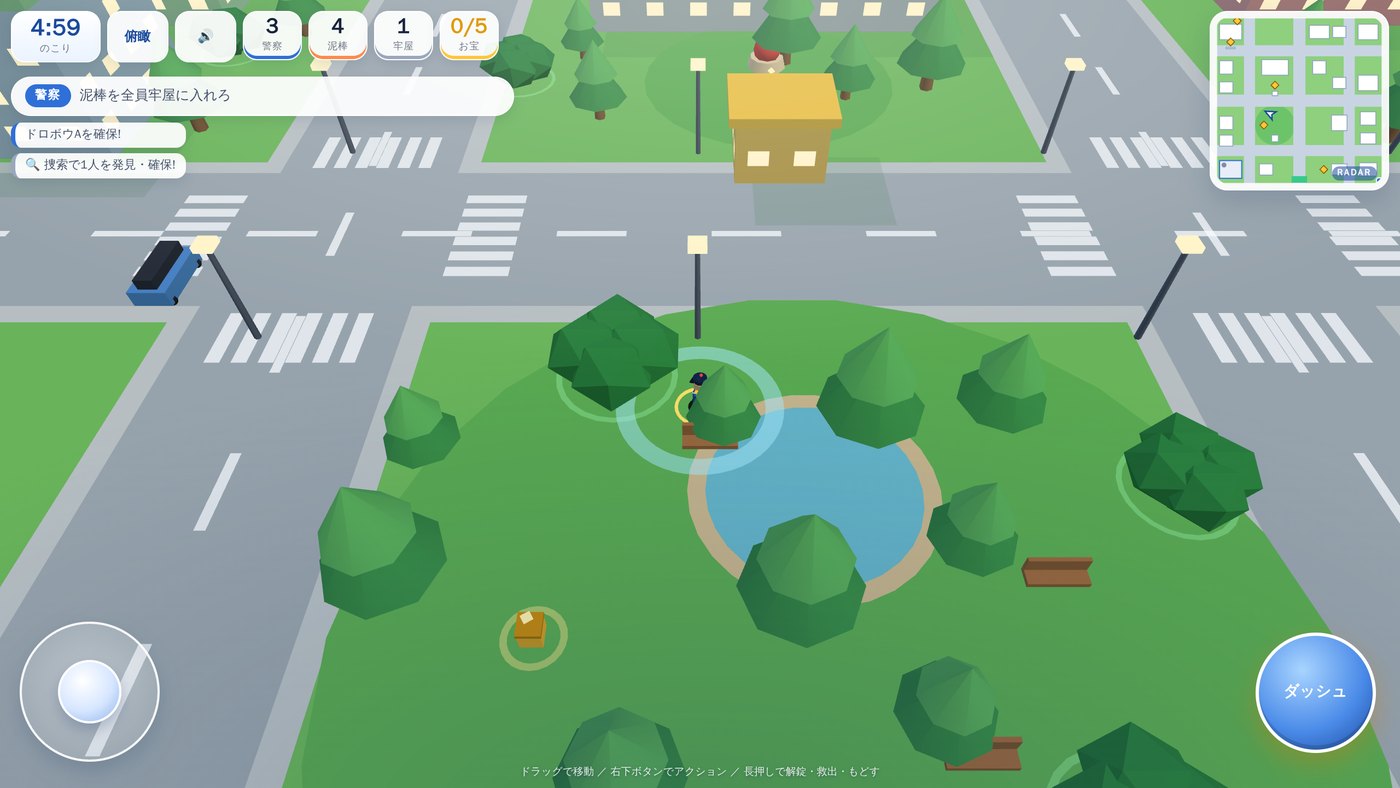 4:59
のこり
俯瞰
3
警察
4
泥棒
1
牢屋
0/5
お宝
警察 泥棒を全員牢屋に入れろ
ドロボウAを確保!
捜索で1人を発見・確保!
RADAR
ダッシュ
ドラッグで移動 ／ 右下ボタンでアクション ／ 長押しで解錠・救出・もどす